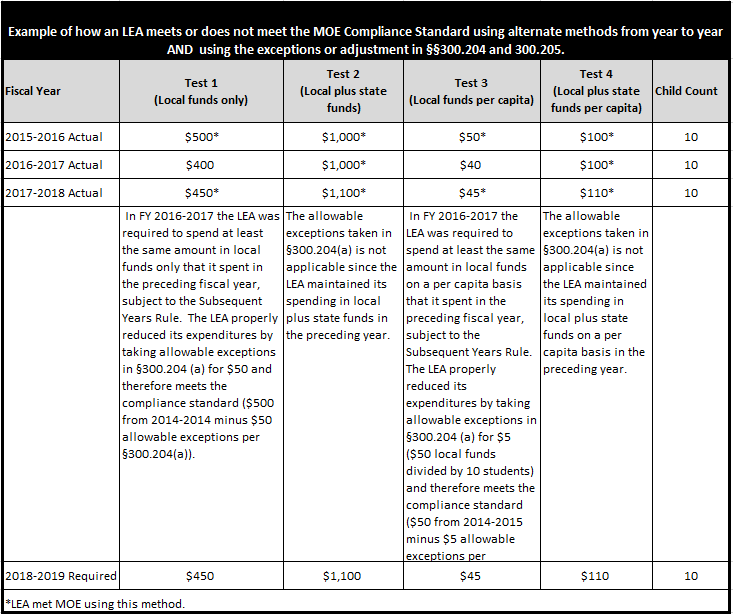 Example of how an LEA meets or does not meet the MOE Compliance Standard using alternate methods from year to year
AND using the exceptions or adjustment in §§300.204 and 300.205.
Fiscal Year
Test 1
(Local funds only)
Test 2
(Local plus state
funds)
Test 3
(Local funds per capita)
Test 4
(Local plus state
funds per capita)
Child Count
2015-2016 Actual $500* $1,000* $50* $100* 10
2016-2017 Actual $400 $1,000* $40 $100* 10
2017-2018 Actual $450* $1,100* $45* $110* 10
In FY 2016-2017 the LEA was
required to spend at least
the same amount in local
funds only that it spent in
the preceding fiscal year,
subject to the Subsequent
Years Rule. The LEA properly
reduced its expenditures by
taking allowable exceptions
in §300.204 (a) for $50 and
therefore meets the
compliance standard ($500
from 2014-2014 minus $50
allowable exceptions per
§300.204(a)).
The allowable
exceptions taken in
§300.204(a) is not
applicable since the
LEA maintained its
spending in local
plus state funds in
the preceding year.
In FY 2016-2017 the
LEA was required to
spend at least the same
amount in local funds
on a per capita basis
that it spent in the
preceding fiscal year,
subject to the
Subsequent Years Rule.
The LEA properly
reduced its
expenditures by taking
allowable exceptions in
§300.204 (a) for $5
($50 local funds
divided by 10 students)
and therefore meets the
compliance standard
($50 from 2014-2015
minus $5 allowable
exceptions per
The allowable
exceptions taken in
§300.204(a) is not
applicable since
the LEA maintained
its spending in
local plus state
funds on a per
capita basis in the
preceding year.
2018-2019 Required $450 $1,100 $45 $110 10
*LEA met MOE using this method.